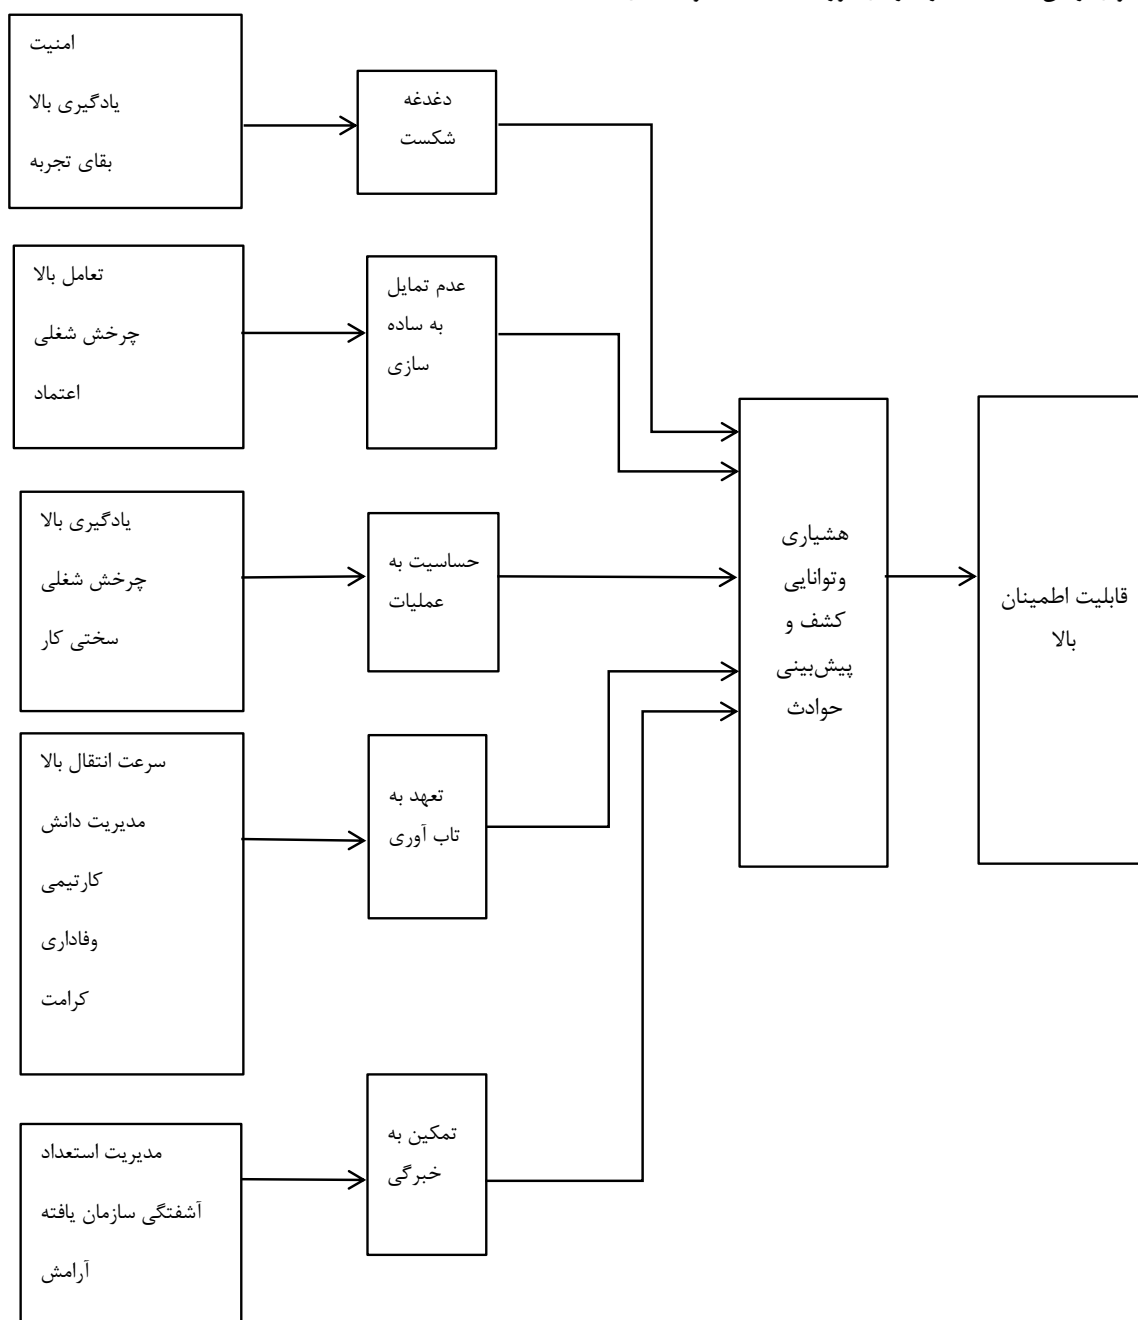 امنیت
یادگیری بالا
بقای تجربه
دغدغه
شکست
تعامل بالا
چرخش شغلی
اعتماد
عدم تمایل
به ساده
سازی
یادگیری بالا
چرخش شغلی
سختی کار
حساسیت به
عملیات
سرعت انتقال بالا
مدیریت دانش
کارتیمی
وفاداری
کرامت
تعهد به
تاب آوری
مدیریت استعداد
آشفتگی سازمان یافته
آرامش
تمکین به
خبرگی
هشیاری
وتوانایی
کشف و
پیش‌بینی
حوادث
قابلیت اطمینان
بالا